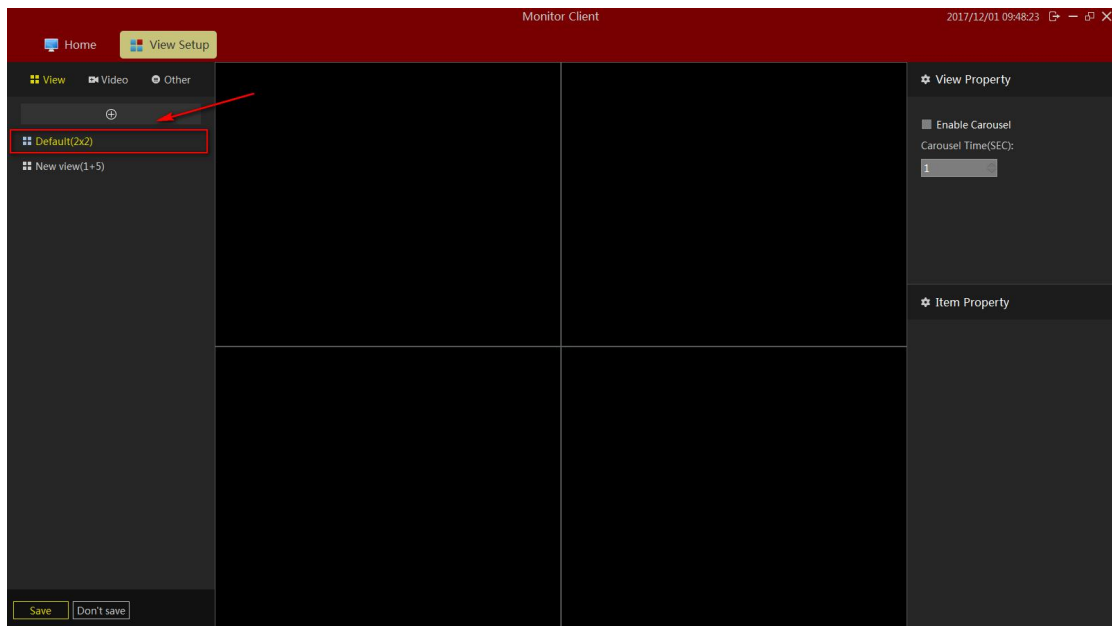 Monitor Client
2017/12/01 09:48:23
Home
View Setup
View Video Other
Default(2x2)
New view(1+5)
Save Don't save
View Property
Enable Carousel
Carousel Time(SEC):
1
Item Property